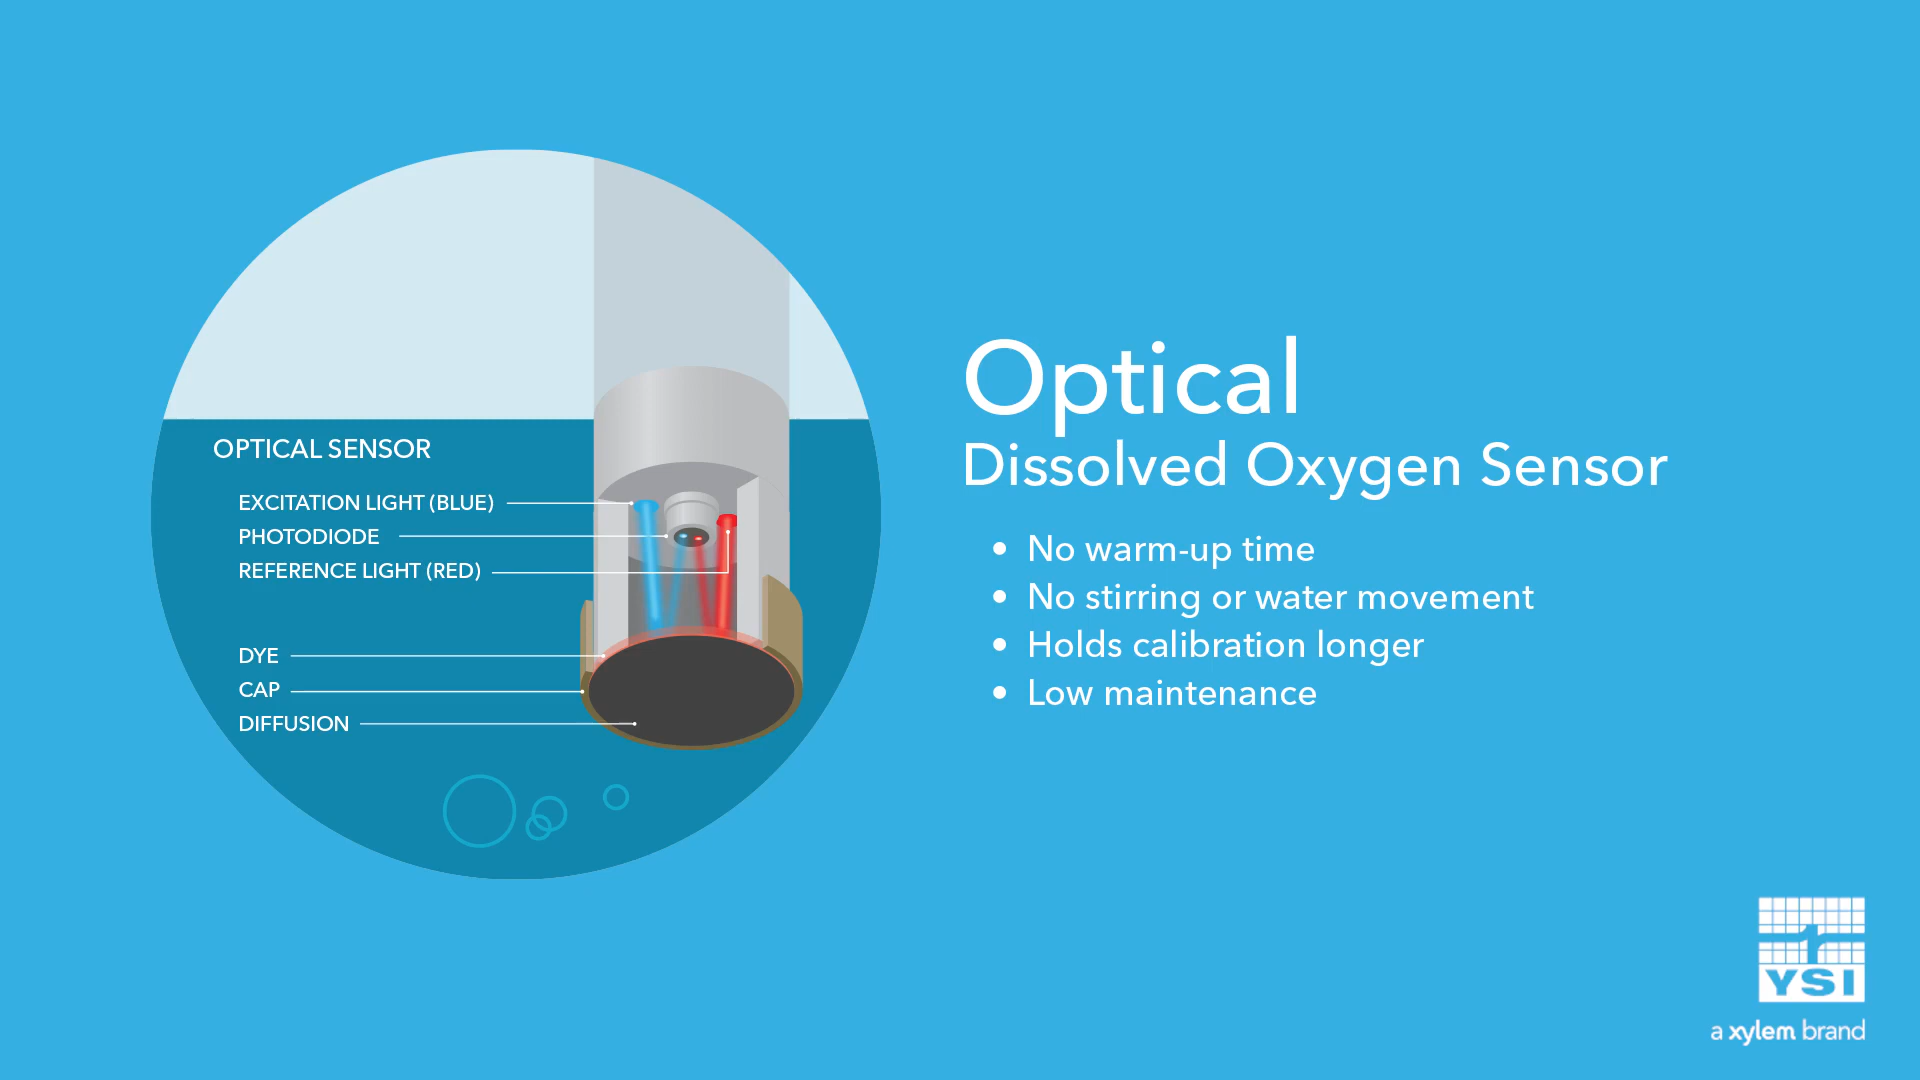 OPTICAL SENSOR
EXCITATION LIGHT (BLUE)
PHOTODIODE
REFERENCE LIGHT (RED)
DYE
CAP
DIFFUSION
Optical
Dissolved Oxygen Sensor
• No warm-up time
• No stirring or water movement
• Holds calibration longer
• Low maintenance
YSI
a xylem brand